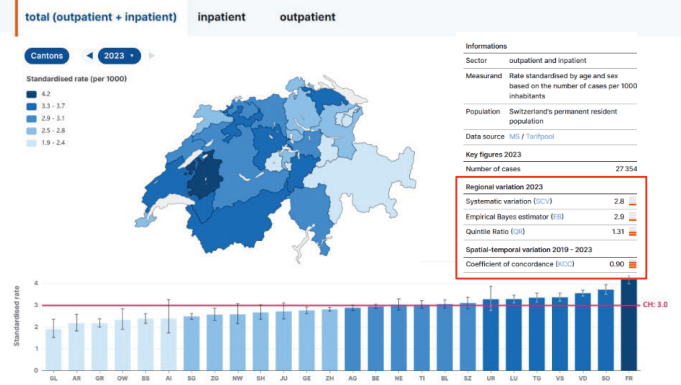 total (outpatient + inpatient) inpatient outpatient
Cantons 2023
Standardised rate (per 1000)
4.2
3.3 - 3.7
2.9 - 3.1
2.5 - 2.8
1.9 - 2.4
Informations
Sector outpatient and inpatient
Measurand Rate standardised by age and sex
based on the number of cases per 1000
inhabitants
Population Switzerland's permanent resident
population
Data source MS / Tarifpool
Key figures 2023
Number of cases 27 354
Regional variation 2023
Systematic variation (SCV) 2.8
Empirical Bayes estimator (EB) 2.9
Quintile Ratio (QR) 1.31
Spatial-temporal variation 2019 - 2023
Coefficient of concordance (KCC) 0.90
Standardised rate
4
3
2
1
0
CH: 3.0
GL AR GR OW BS AI SG ZG NW SH JU GE ZH AG BE NE TI BL SZ UR LU TG VS VD SO FR